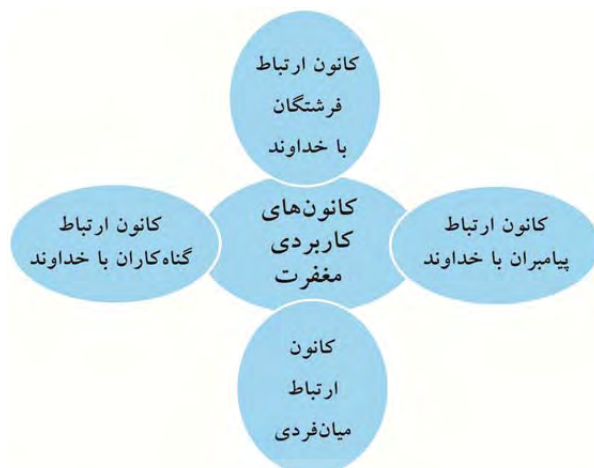 کانون ارتباط
فرشتگان
با خداوند
کانون‌های
کاربردی
مغفرت
کانون ارتباط
پیامبران با خداوند
کانون ارتباط
گناه‌کاران با خداوند
کانون
ارتباط
میان‌فردی